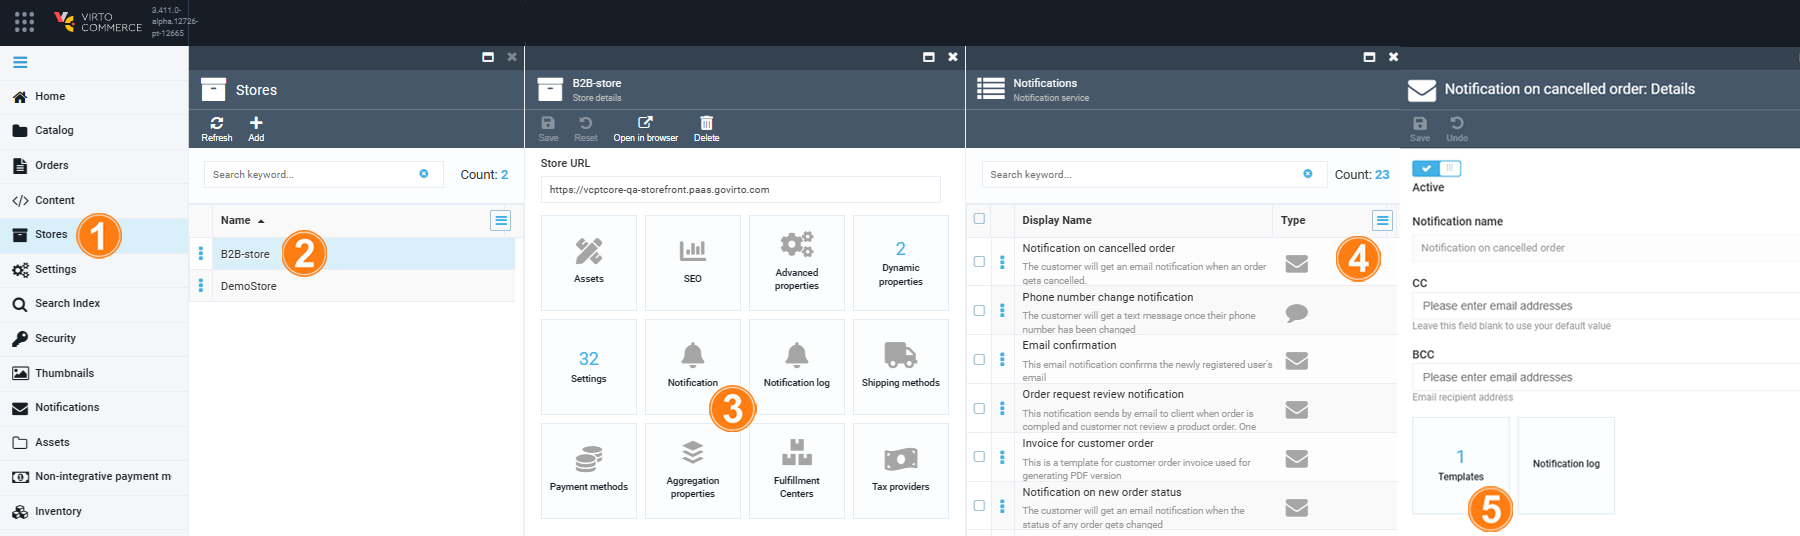 VIRTO
COMMERCE
3.411.0-
alpha.12726-
pt-12665
Home
Catalog
Orders
Content
Stores
Settings
Search Index
Security
Thumbnails
Notifications
Assets
Non-integrative payment m
Inventory
1
Stores
Refresh
Add
Search keyword...
Count: 2
Name
B2B-store
2
DemoStore
B2B-store
Store details
Save
Reset
Open in browser
Delete
Store URL
https://vcptcore-qa-storefront.paas.govirto.com
Assets
SEO
Advanced
properties
2
Dynamic
properties
32
Settings
Notification
Notification log
Shipping methods
3
Payment methods
Aggregation
properties
Fulfillment
Centers
Tax providers
Notifications
Notification service
Search keyword...
Count: 23
Display Name
Type
Notification on cancelled order
The customer will get an email notification when an order
gets cancelled.
4
Phone number change notification
The customer will get a text message once their phone
number has been changed
Email confirmation
This email notification confirms the newly registered user's
email
Order request review notification
This notification sends by email to client when order is
compled and customer not review a product order. One
Invoice for customer order
This is a template for customer order invoice used for
generating PDF version
Notification on new order status
The customer will get an email notification when the
status of any order gets changed
Notification on cancelled order: Details
Save
Undo
Active
Notification name
Notification on cancelled order
CC
Please enter email addresses
Leave this field blank to use your default value
BCC
Please enter email addresses
Email recipient address
1
Templates
Notification log
5